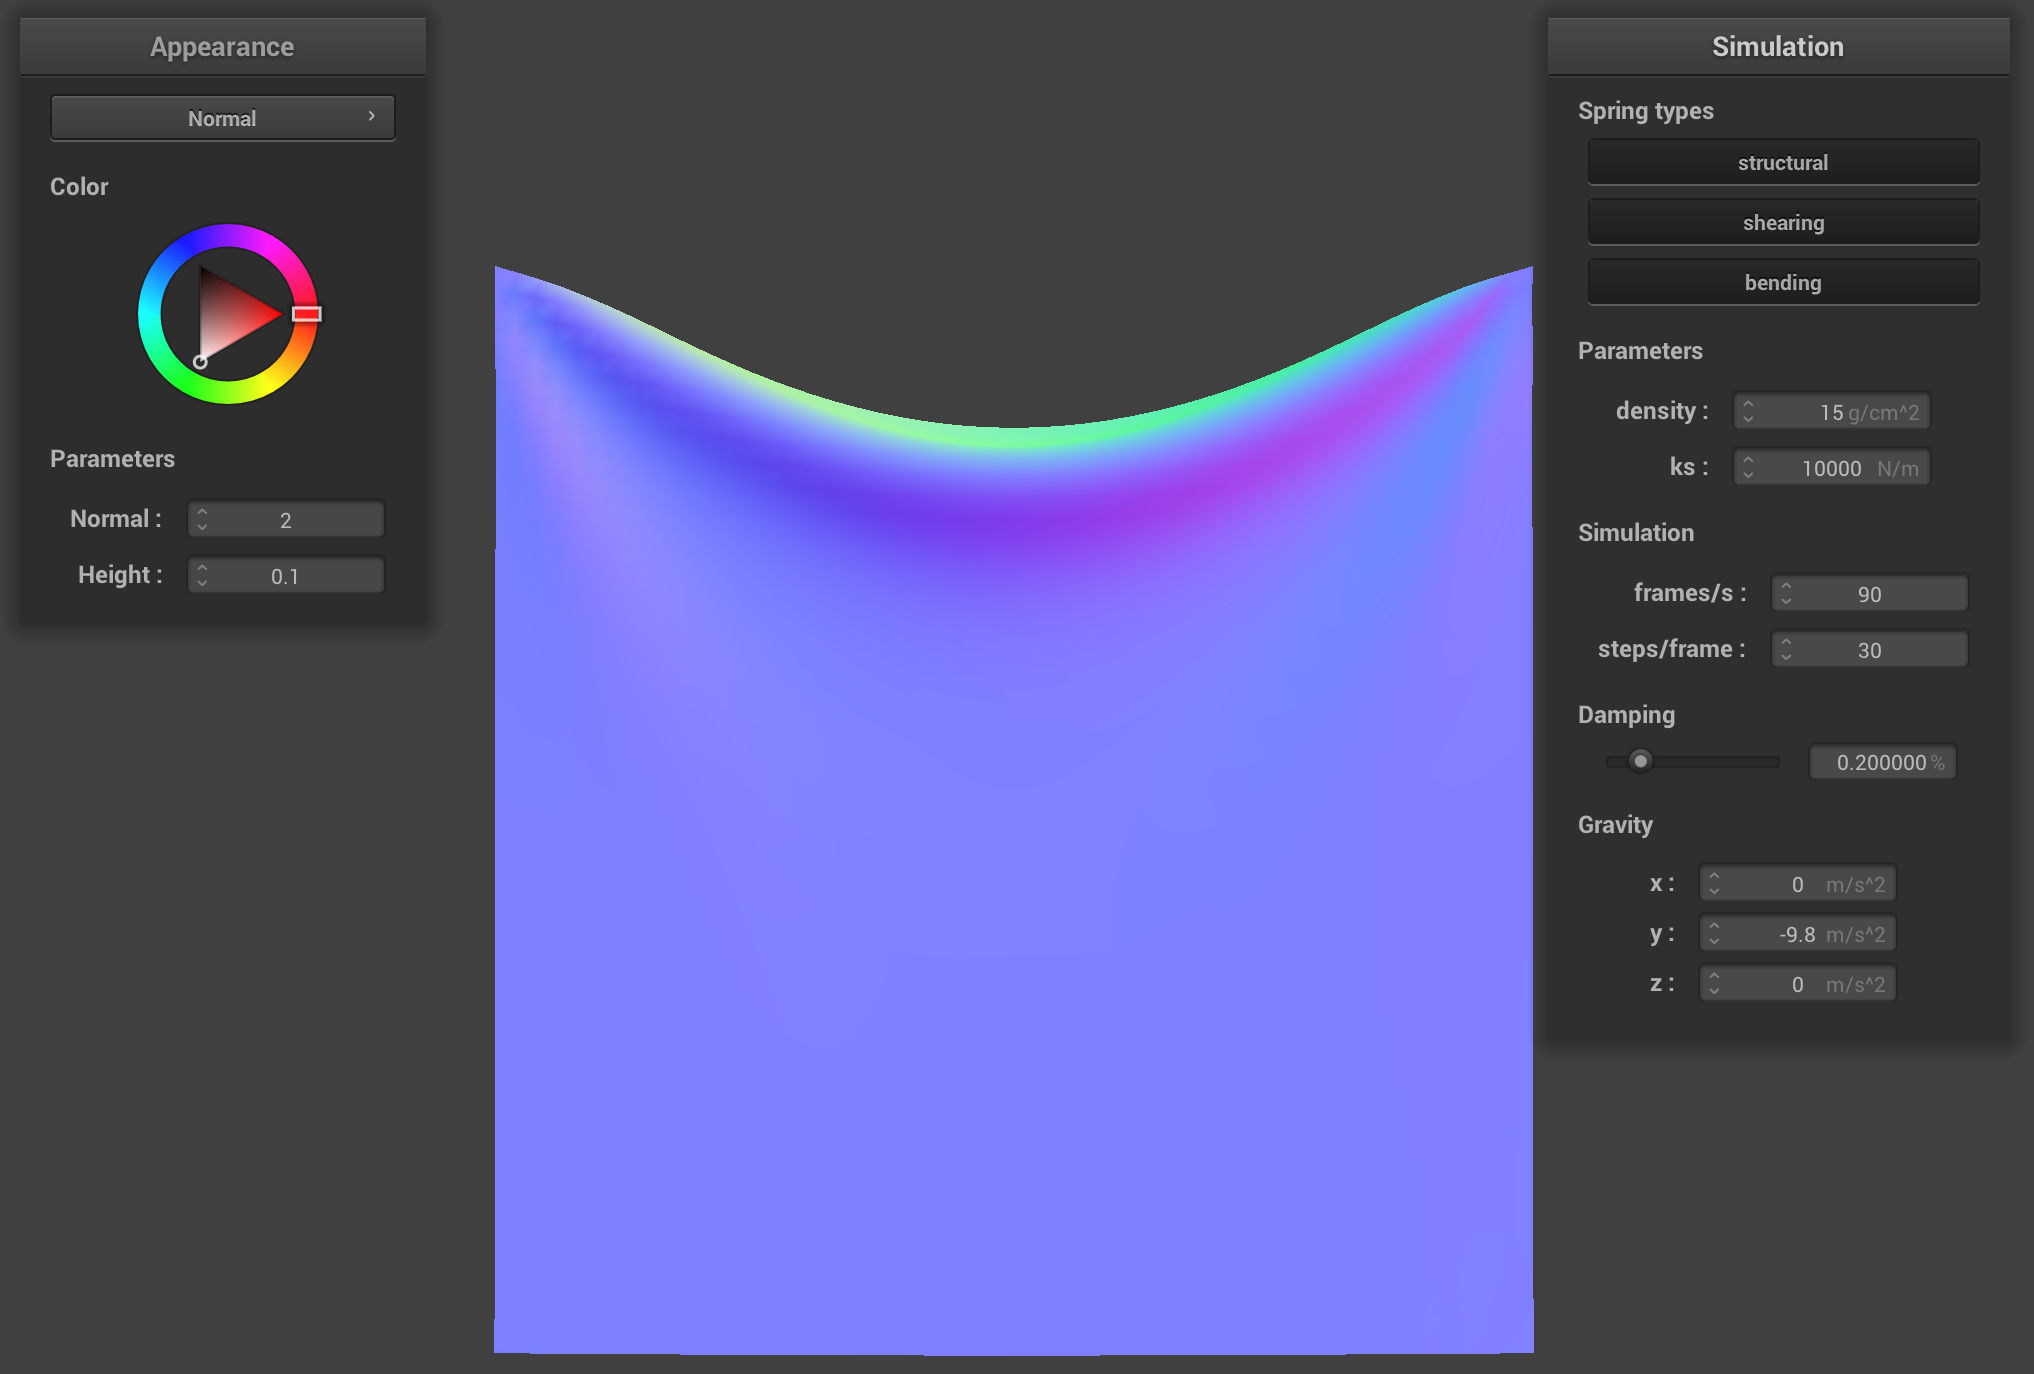 Appearance
Normal
Color
Parameters
Normal : 2
Height : 0.1
Simulation
Spring types
structural
shearing
bending
Parameters
density : 15 g/cm^2
ks : 10000 N/m
Simulation
frames/s : 90
steps/frame : 30
Damping
0.200000 %
Gravity
x : 0 m/s^2
y : -9.8 m/s^2
z : 0 m/s^2